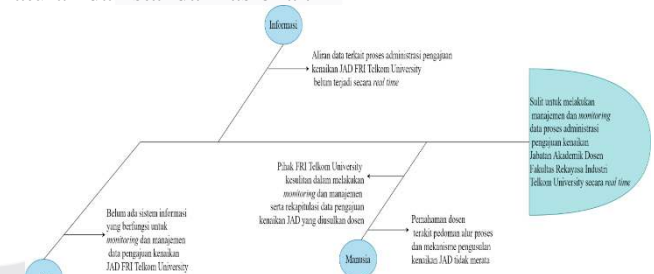 Informasi
Aliran data terkait proses administrasi pengajuan
kenaikan JAD FRI Telkom University
belum terjadi secara real time
Sulit untuk melakukan
manajemen dan monitoring
data proses administrasi
pengajuan kenaikan
Jabatan Akademik Dosen
Fakultas Rekayasa Industri
Telkom University secara real time
Pihak FRI Telkom University
kesulitan dalam melakukan
monitoring dan manajemen
serta rekapitulasi data pengajuan
kenaikan JAD yang diusulkan dosen
Belum ada sistem informasi
yang berfungsi untuk
monitoring dan manajemen
data pengajuan kenaikan
JAD FRI Telkom University
Pemahaman dosen
terakit pedoman alur proses
dan mekanisme pengusulan
kenaikan JAD tidak merata
Manusia